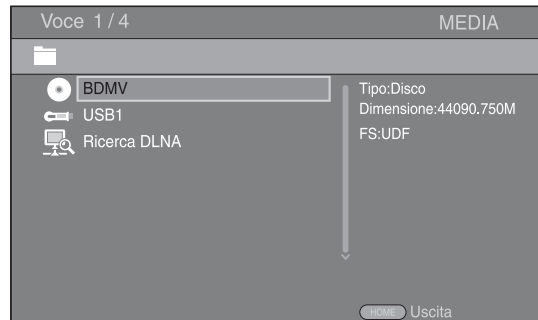 Voce 1/4
MEDIA
BDMV
USB1
Ricerca DLNA
Tipo:Disco
Dimensione:44090.750M
FS:UDF
HOME Uscita